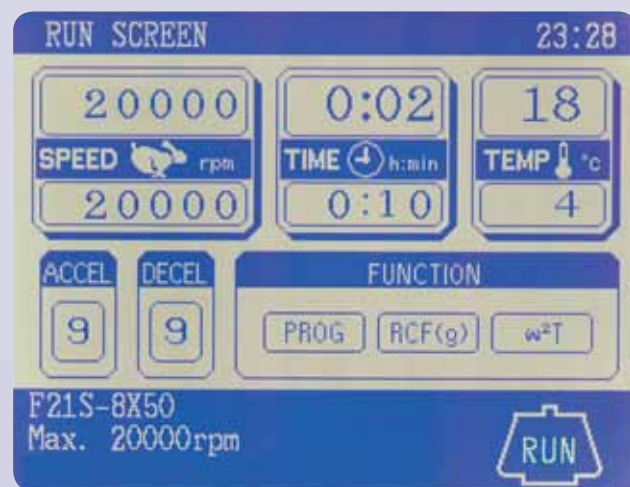 RUN SCREEN 23:28
20000 0:02 18
SPEED rpm TIME h:min TEMP °C
20000 0:10 4
ACCEL DECEL FUNCTION
9 9 PROG RCF(g) ω²T
F21S-8X50
Max. 20000rpm
RUN